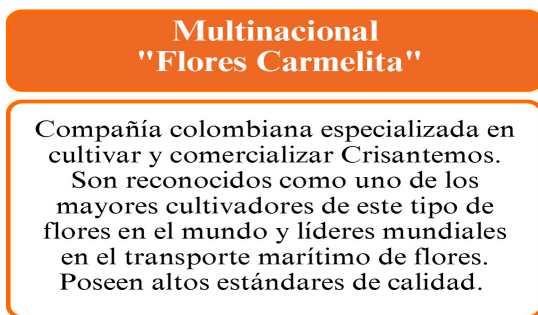 Multinacional
"Flores Carmelita"
Compañía colombiana especializada en
cultivar y comercializar Crisantemos.
Son reconocidos como uno de los
mayores cultivadores de este tipo de
flores en el mundo y líderes mundiales
en el transporte marítimo de flores.
Poseen altos estándares de calidad.